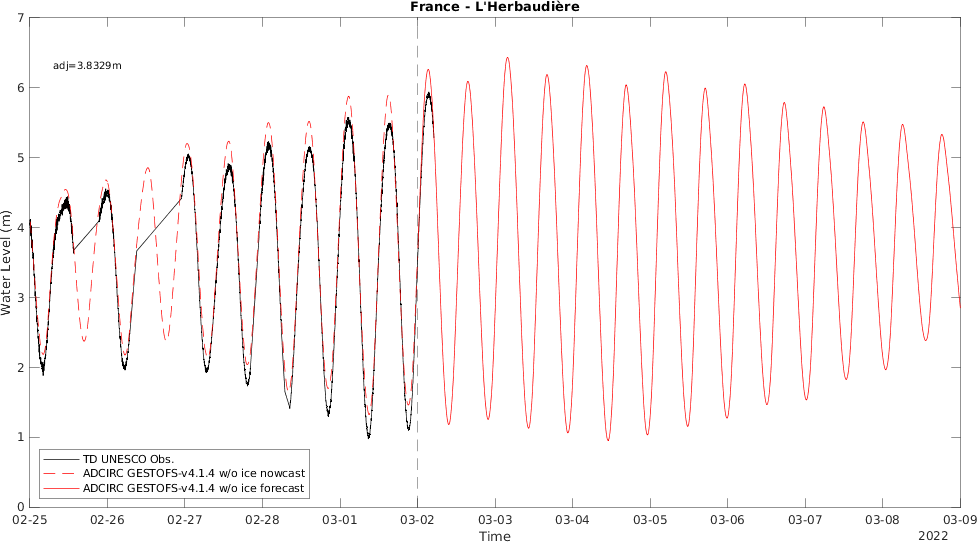 France - L'Herbaudière
adj=3.8329m
Water Level (m)
7
6
5
4
3
2
1
0
TD UNESCO Obs.
ADCIRC GESTOFS-v4.1.4 w/o ice nowcast
ADCIRC GESTOFS-v4.1.4 w/o ice forecast
02-25 02-26 02-27 02-28 03-01 03-02 03-03 03-04 03-05 03-06 03-07 03-08 03-09
Time
2022